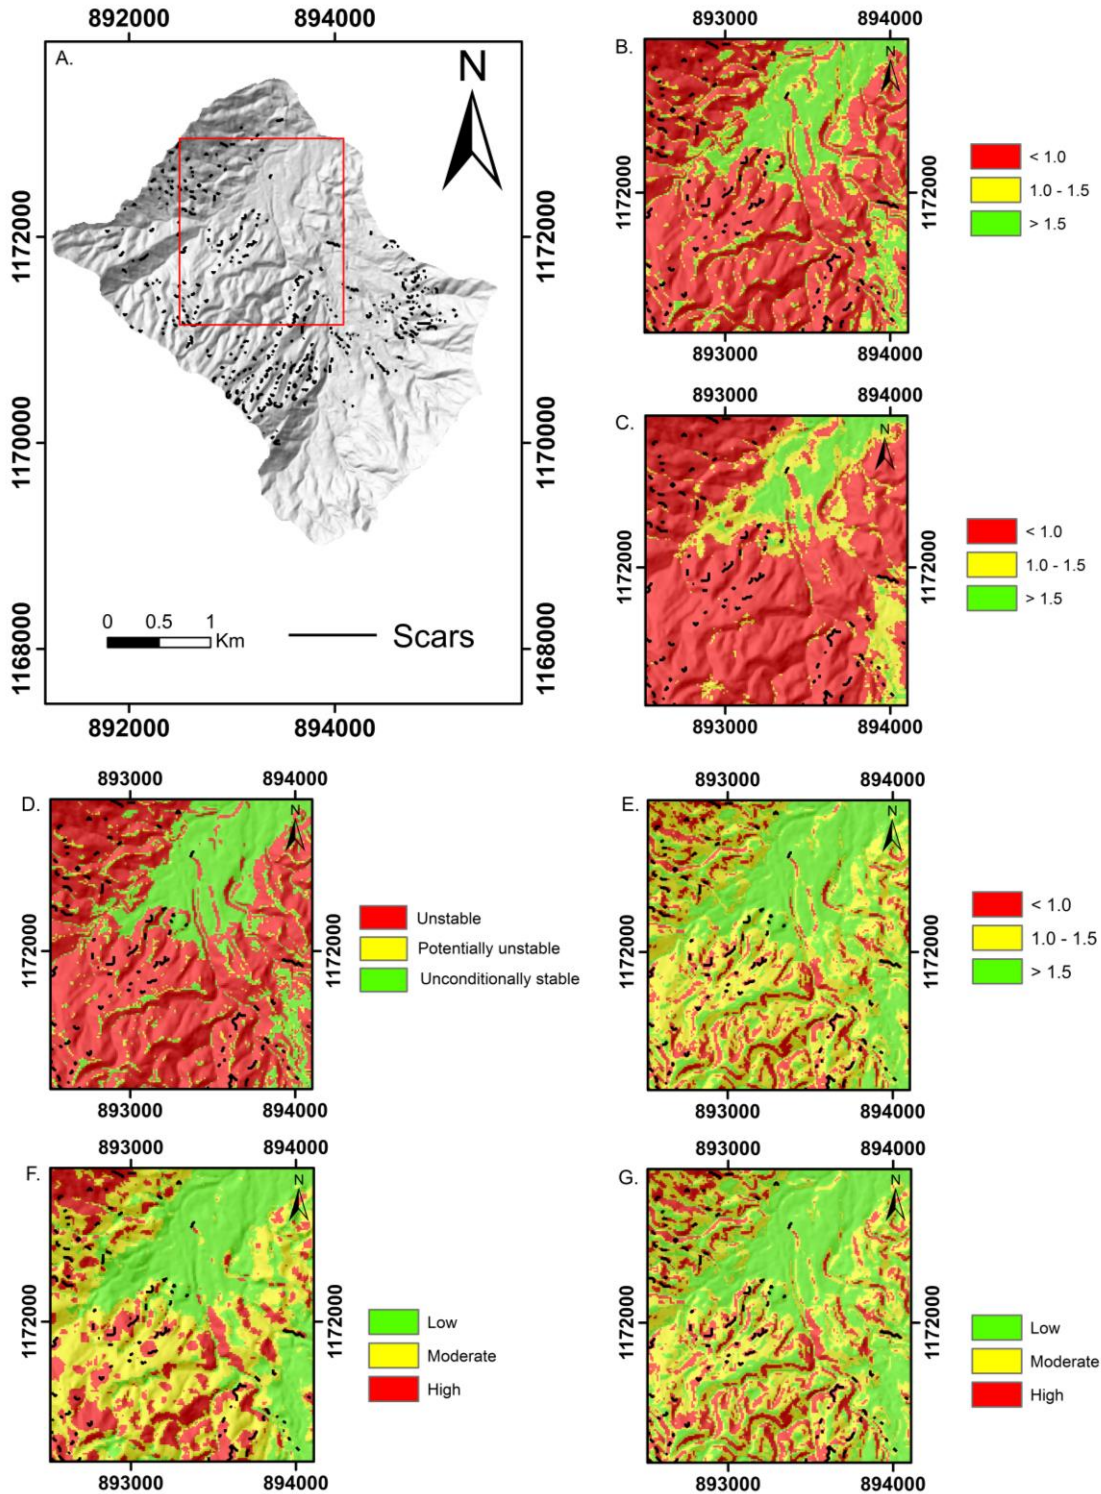 892000 894000
A.
N
1172000 1172000
1170000 1170000
1168000 1168000
0 0.5 1
Km
Scars
892000 894000
893000 894000
B.
N
1172000 1172000
< 1.0
1.0 - 1.5
> 1.5
893000 894000
893000 894000
C.
N
1172000 1172000
< 1.0
1.0 - 1.5
> 1.5
893000 894000
893000 894000
D.
N
1172000 1172000
Unstable
Potentially unstable
Unconditionally stable
893000 894000
893000 894000
E.
N
1172000 1172000
< 1.0
1.0 - 1.5
> 1.5
893000 894000
893000 894000
F.
N
1172000 1172000
Low
Moderate
High
893000 894000
893000 894000
G.
N
1172000 1172000
Low
Moderate
High
893000 894000